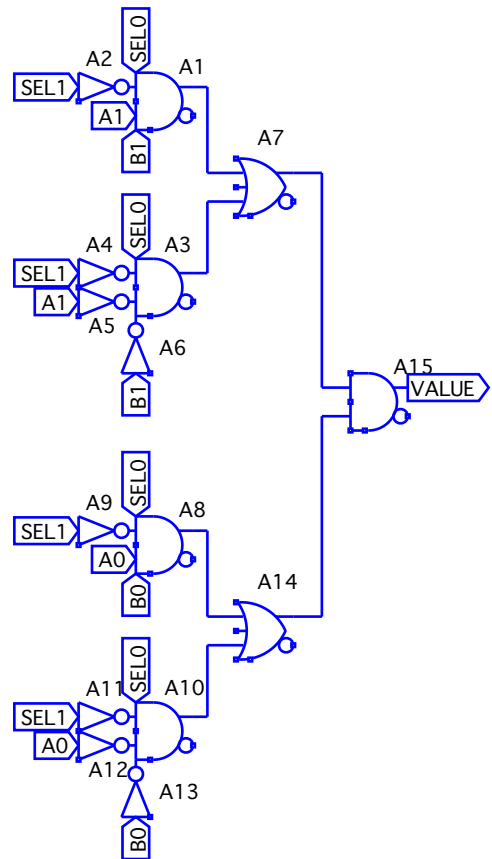 SEL0
A2
A1
SEL1
A1
B1
A7
SEL0
A4
A3
SEL1
A1
A5
A6
B1
A15
VALUE
SEL0
A9
A8
SEL1
A0
B0
A14
SEL0
A11
A10
SEL1
A0
A12
A13
B0